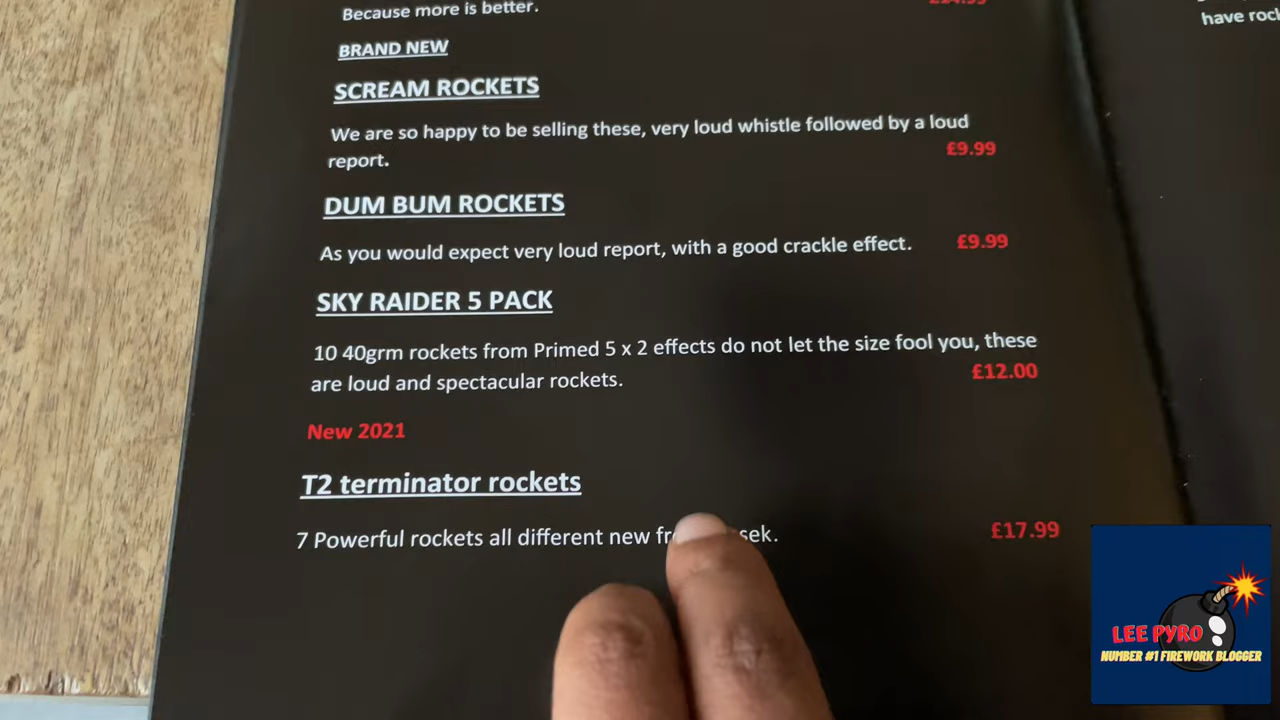 Because more is better.
£14.99
BRAND NEW
SCREAM ROCKETS
We are so happy to be selling these, very loud whistle followed by a loud
report.
£9.99
DUM BUM ROCKETS
As you would expect very loud report, with a good crackle effect. £9.99
SKY RAIDER 5 PACK
10 40grm rockets from Primed 5 x 2 effects do not let the size fool you, these
are loud and spectacular rockets. £12.00
New 2021
T2 terminator rockets
7 Powerful rockets all different new
£17.99
have
LEE PYRO
NUMBER #1 FIREWORK BLOGGER